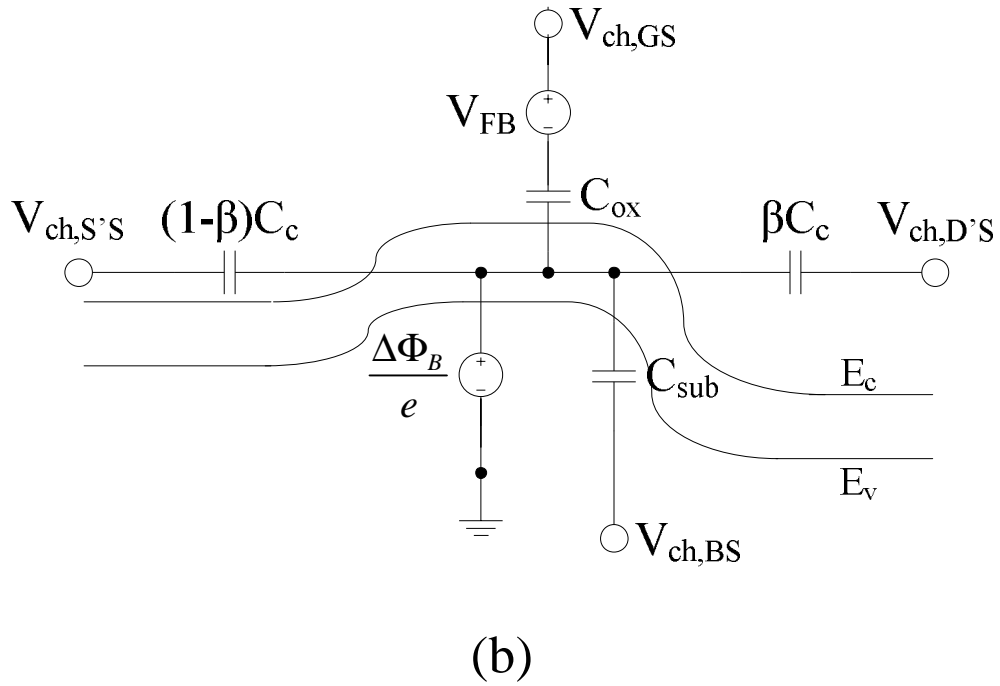 V_ch,GS
+
V_FB
−
C_ox
V_ch,S'S (1-β)C_c βC_c V_ch,D'S
ΔΦ_B
e
+
−
C_sub
E_c
E_v
V_ch,BS
(b)